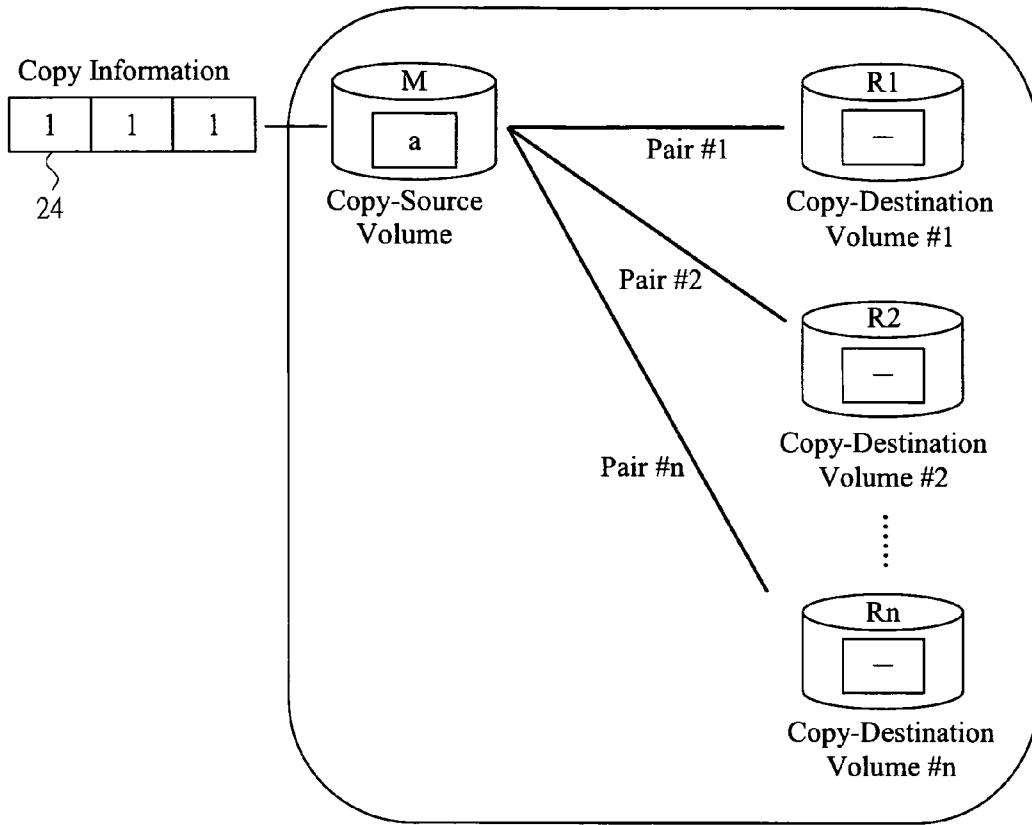 Copy Information
1 1 1
24
M
a
Copy-Source
Volume
Pair #1
Pair #2
Pair #n
R1
—
Copy-Destination
Volume #1
R2
—
Copy-Destination
Volume #2
Rn
—
Copy-Destination
Volume #n